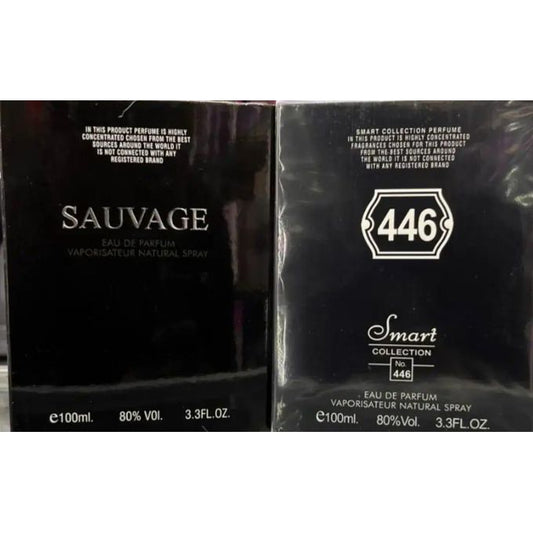 IN THIS PRODUCT PERFUME IS HIGHLY
CONCENTRATED CHOSEN FROM THE BEST
SOURCES AROUND THE WORLD IT
IS NOT CONNECTED WITH ANY
REGISTERED BRAND
SAUVAGE
EAU DE PARFUM
VAPORISATEUR NATURAL SPRAY
e100ml. 80% Vol. 3.3FL.OZ.
SMART COLLECTION PERFUME
IN THIS PRODUCT IS HIGHLY CONCENTRATED
FRAGRANCES CHOSEN FOR THIS PRODUCT
FROM THE BEST SOURCES AROUND
THE WORLD IT IS NOT CONNECTED
WITH ANY REGISTERED BRAND
446
Smart
COLLECTION
No.
446
EAU DE PARFUM
VAPORISATEUR NATURAL SPRAY
e100ml. 80%Vol. 3.3FL.OZ.